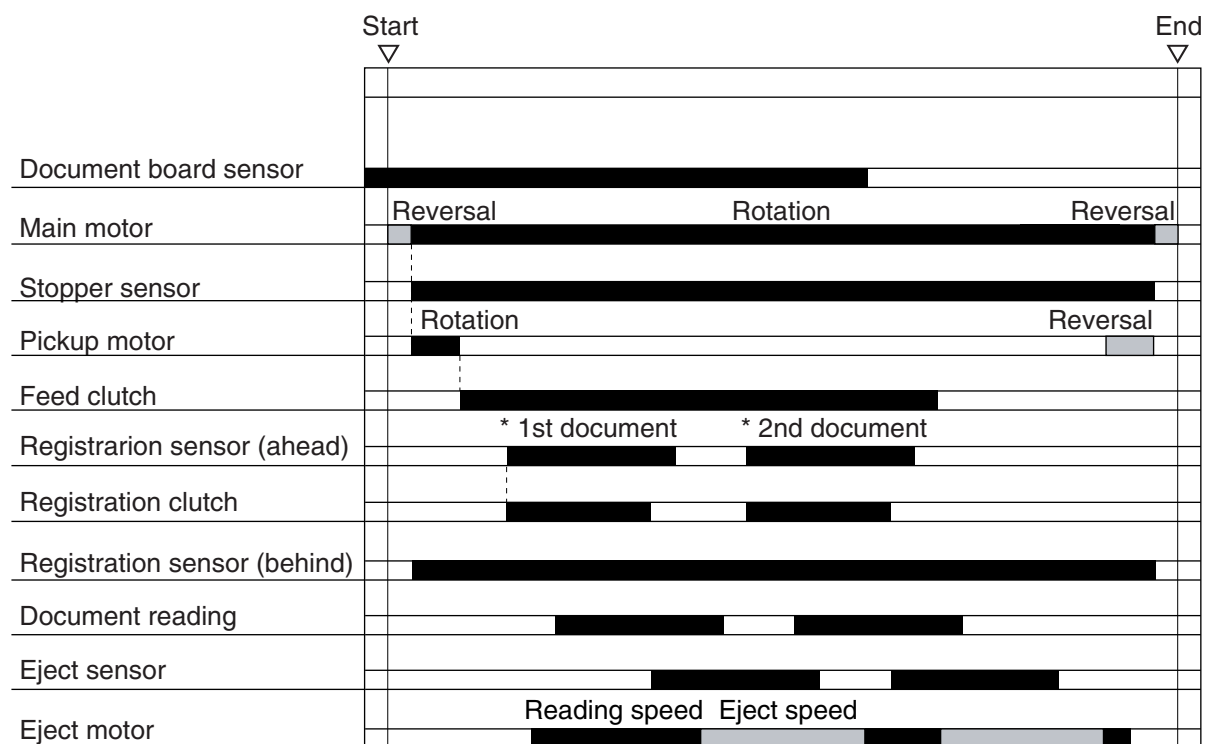 Start End
Document board sensor
Reversal Rotation Reversal
Main motor
Stopper sensor
Rotation Reversal
Pickup motor
Feed clutch
* 1st document * 2nd document
Registrarion sensor (ahead)
Registration clutch
Registration sensor (behind)
Document reading
Eject sensor
Reading speed Eject speed
Eject motor